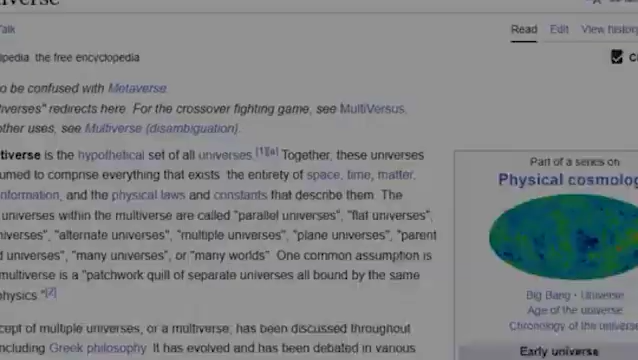 Talk
Read Edit View history
ipedia, the free encyclopedia
o be confused with Metaverse.
iverses" redirects here. For the crossover fighting game, see MultiVersus.
other uses, see Multiverse (disambiguation).
tiverse is the hypothetical set of all universes.[1][a] Together, these universes
umed to comprise everything that exists: the entirety of space, time, matter,
nformation, and the physical laws and constants that describe them. The
universes within the multiverse are called "parallel universes", "flat universes",
niverses", "alternate universes", "multiple universes", "plane universes", "parent
d universes", "many universes", or "many worlds". One common assumption is
multiverse is a "patchwork quilt of separate universes all bound by the same
physics."[2]
cept of multiple universes, or a multiverse, has been discussed throughout
ncluding Greek philosophy. It has evolved and has been debated in various
Part of a series on
Physical cosmolog
Big Bang · Universe
Age of the universe
Chronology of the universe
Early universe